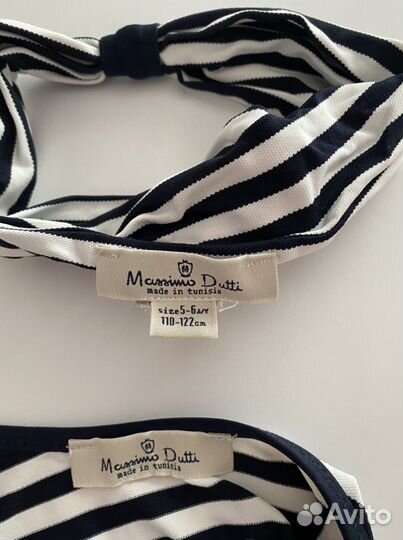 Massimo Dutti
made in tunisia
size 5-6 A/Y
110-122cm
Massimo Dutti
made in tunisia
Avito